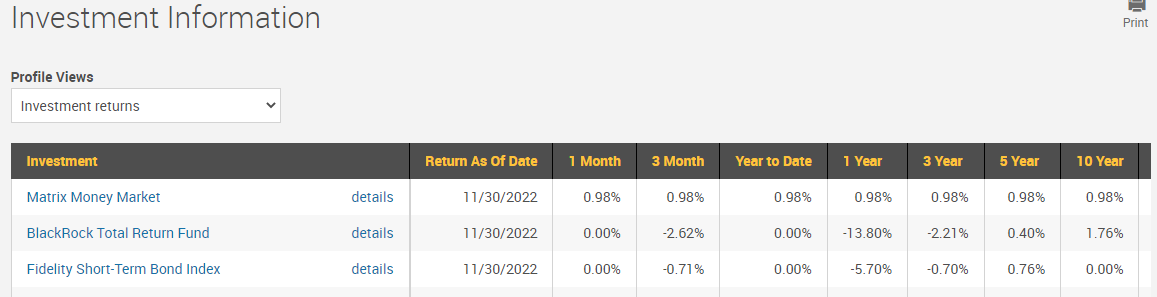 Investment Information
Print
Profile Views
Investment returns
Investment Return As Of Date 1 Month 3 Month Year to Date 1 Year 3 Year 5 Year 10 Year
Matrix Money Market details 11/30/2022 0.98% 0.98% 0.98% 0.98% 0.98% 0.98% 0.98%
BlackRock Total Return Fund details 11/30/2022 0.00% -2.62% 0.00% -13.80% -2.21% 0.40% 1.76%
Fidelity Short-Term Bond Index details 11/30/2022 0.00% -0.71% 0.00% -5.70% -0.70% 0.76% 0.00%